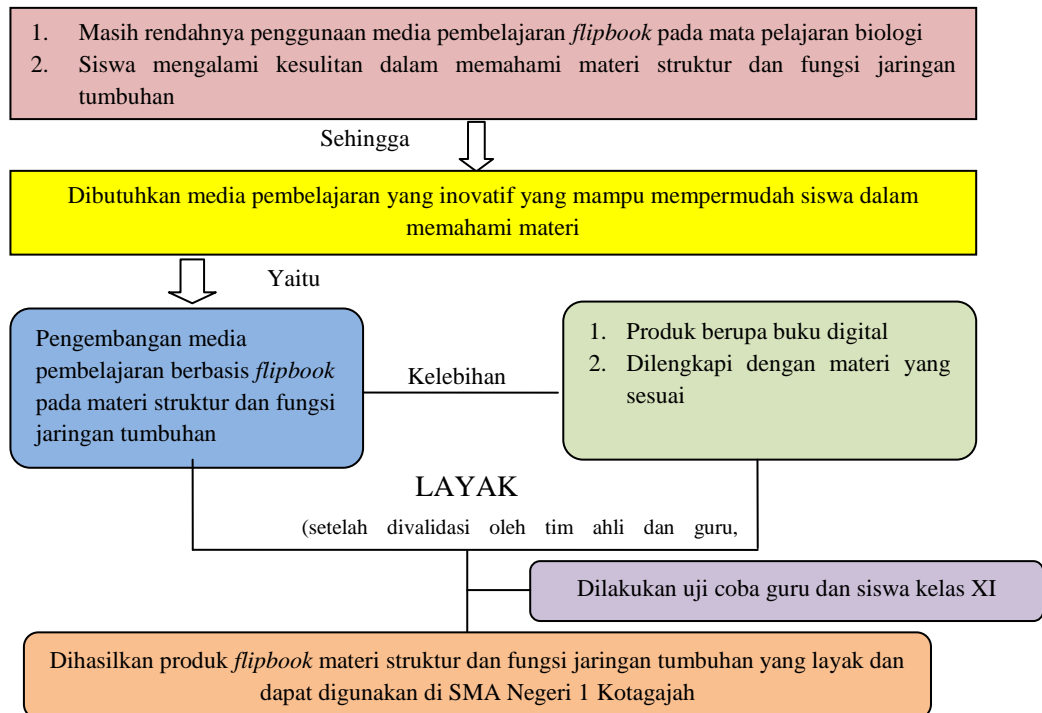 1. Masih rendahnya penggunaan media pembelajaran flipbook pada mata pelajaran biologi
2. Siswa mengalami kesulitan dalam memahami materi struktur dan fungsi jaringan
tumbuhan
Sehingga
Dibutuhkan media pembelajaran yang inovatif yang mampu mempermudah siswa dalam
memahami materi
Yaitu
Pengembangan media
pembelajaran berbasis flipbook
pada materi struktur dan fungsi
jaringan tumbuhan
Kelebihan
1. Produk berupa buku digital
2. Dilengkapi dengan materi yang
sesuai
LAYAK
(setelah divalidasi oleh tim ahli dan guru,
Dilakukan uji coba guru dan siswa kelas XI
Dihasilkan produk flipbook materi struktur dan fungsi jaringan tumbuhan yang layak dan
dapat digunakan di SMA Negeri 1 Kotagajah